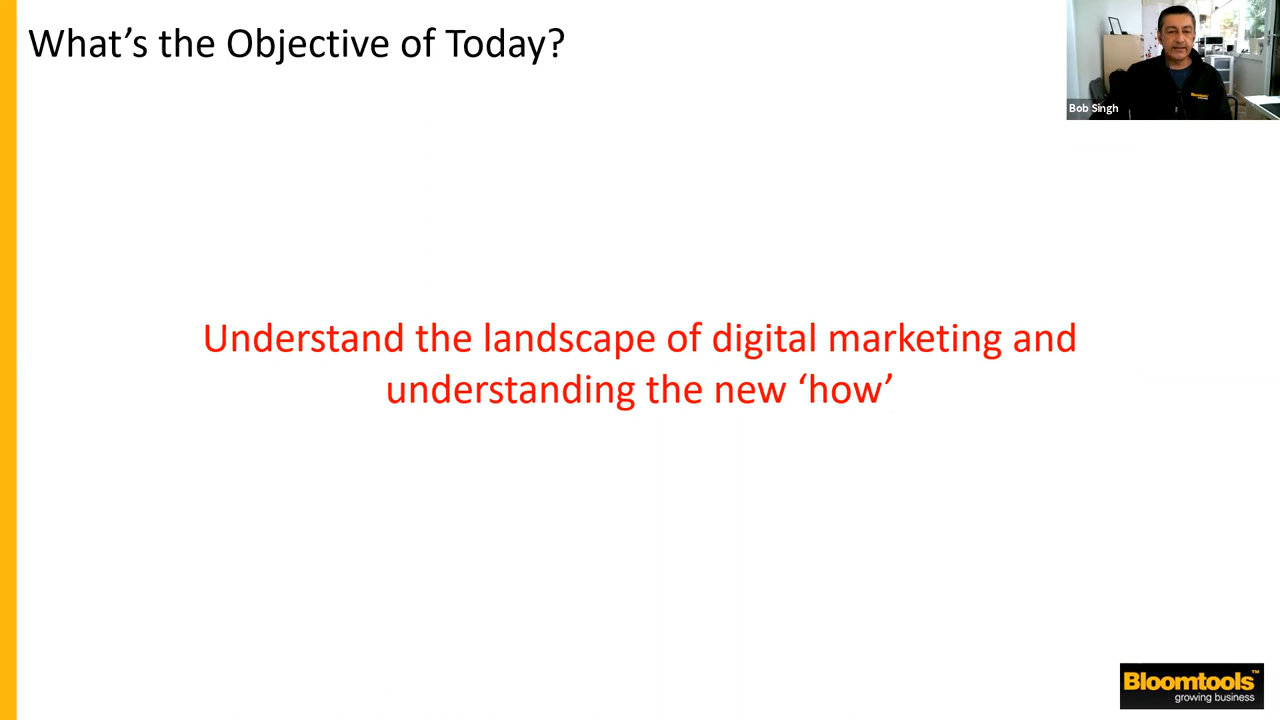 What’s the Objective of Today?
Bloomtools
Bob Singh
Understand the landscape of digital marketing and
understanding the new ‘how’
Bloomtools™
growing business